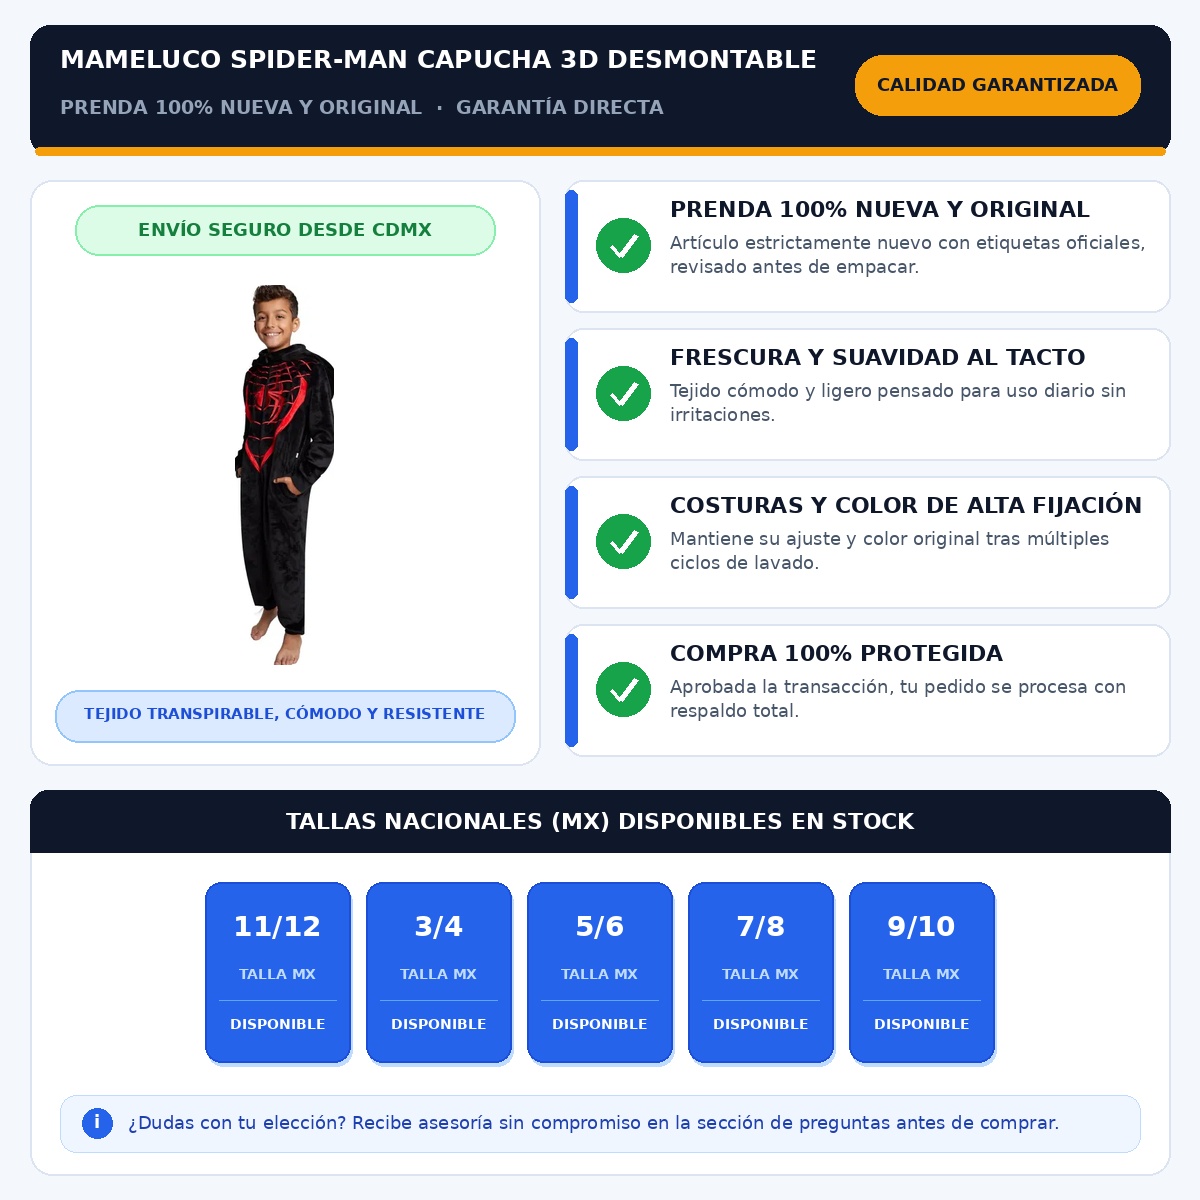 MAMELUCO SPIDER-MAN CAPUCHA 3D DESMONTABLE
PRENDA 100% NUEVA Y ORIGINAL · GARANTÍA DIRECTA
CALIDAD GARANTIZADA
ENVÍO SEGURO DESDE CDMX
TEJIDO TRANSPIRABLE, CÓMODO Y RESISTENTE
PRENDA 100% NUEVA Y ORIGINAL
Artículo estrictamente nuevo con etiquetas oficiales,
revisado antes de empacar.
FRESCURA Y SUAVIDAD AL TACTO
Tejido cómodo y ligero pensado para uso diario sin
irritaciones.
COSTURAS Y COLOR DE ALTA FIJACIÓN
Mantiene su ajuste y color original tras múltiples
ciclos de lavado.
COMPRA 100% PROTEGIDA
Aprobada la transacción, tu pedido se procesa con
respaldo total.
TALLAS NACIONALES (MX) DISPONIBLES EN STOCK
11/12
TALLA MX
DISPONIBLE
3/4
TALLA MX
DISPONIBLE
5/6
TALLA MX
DISPONIBLE
7/8
TALLA MX
DISPONIBLE
9/10
TALLA MX
DISPONIBLE
i
¿Dudas con tu elección? Recibe asesoría sin compromiso en la sección de preguntas antes de comprar.